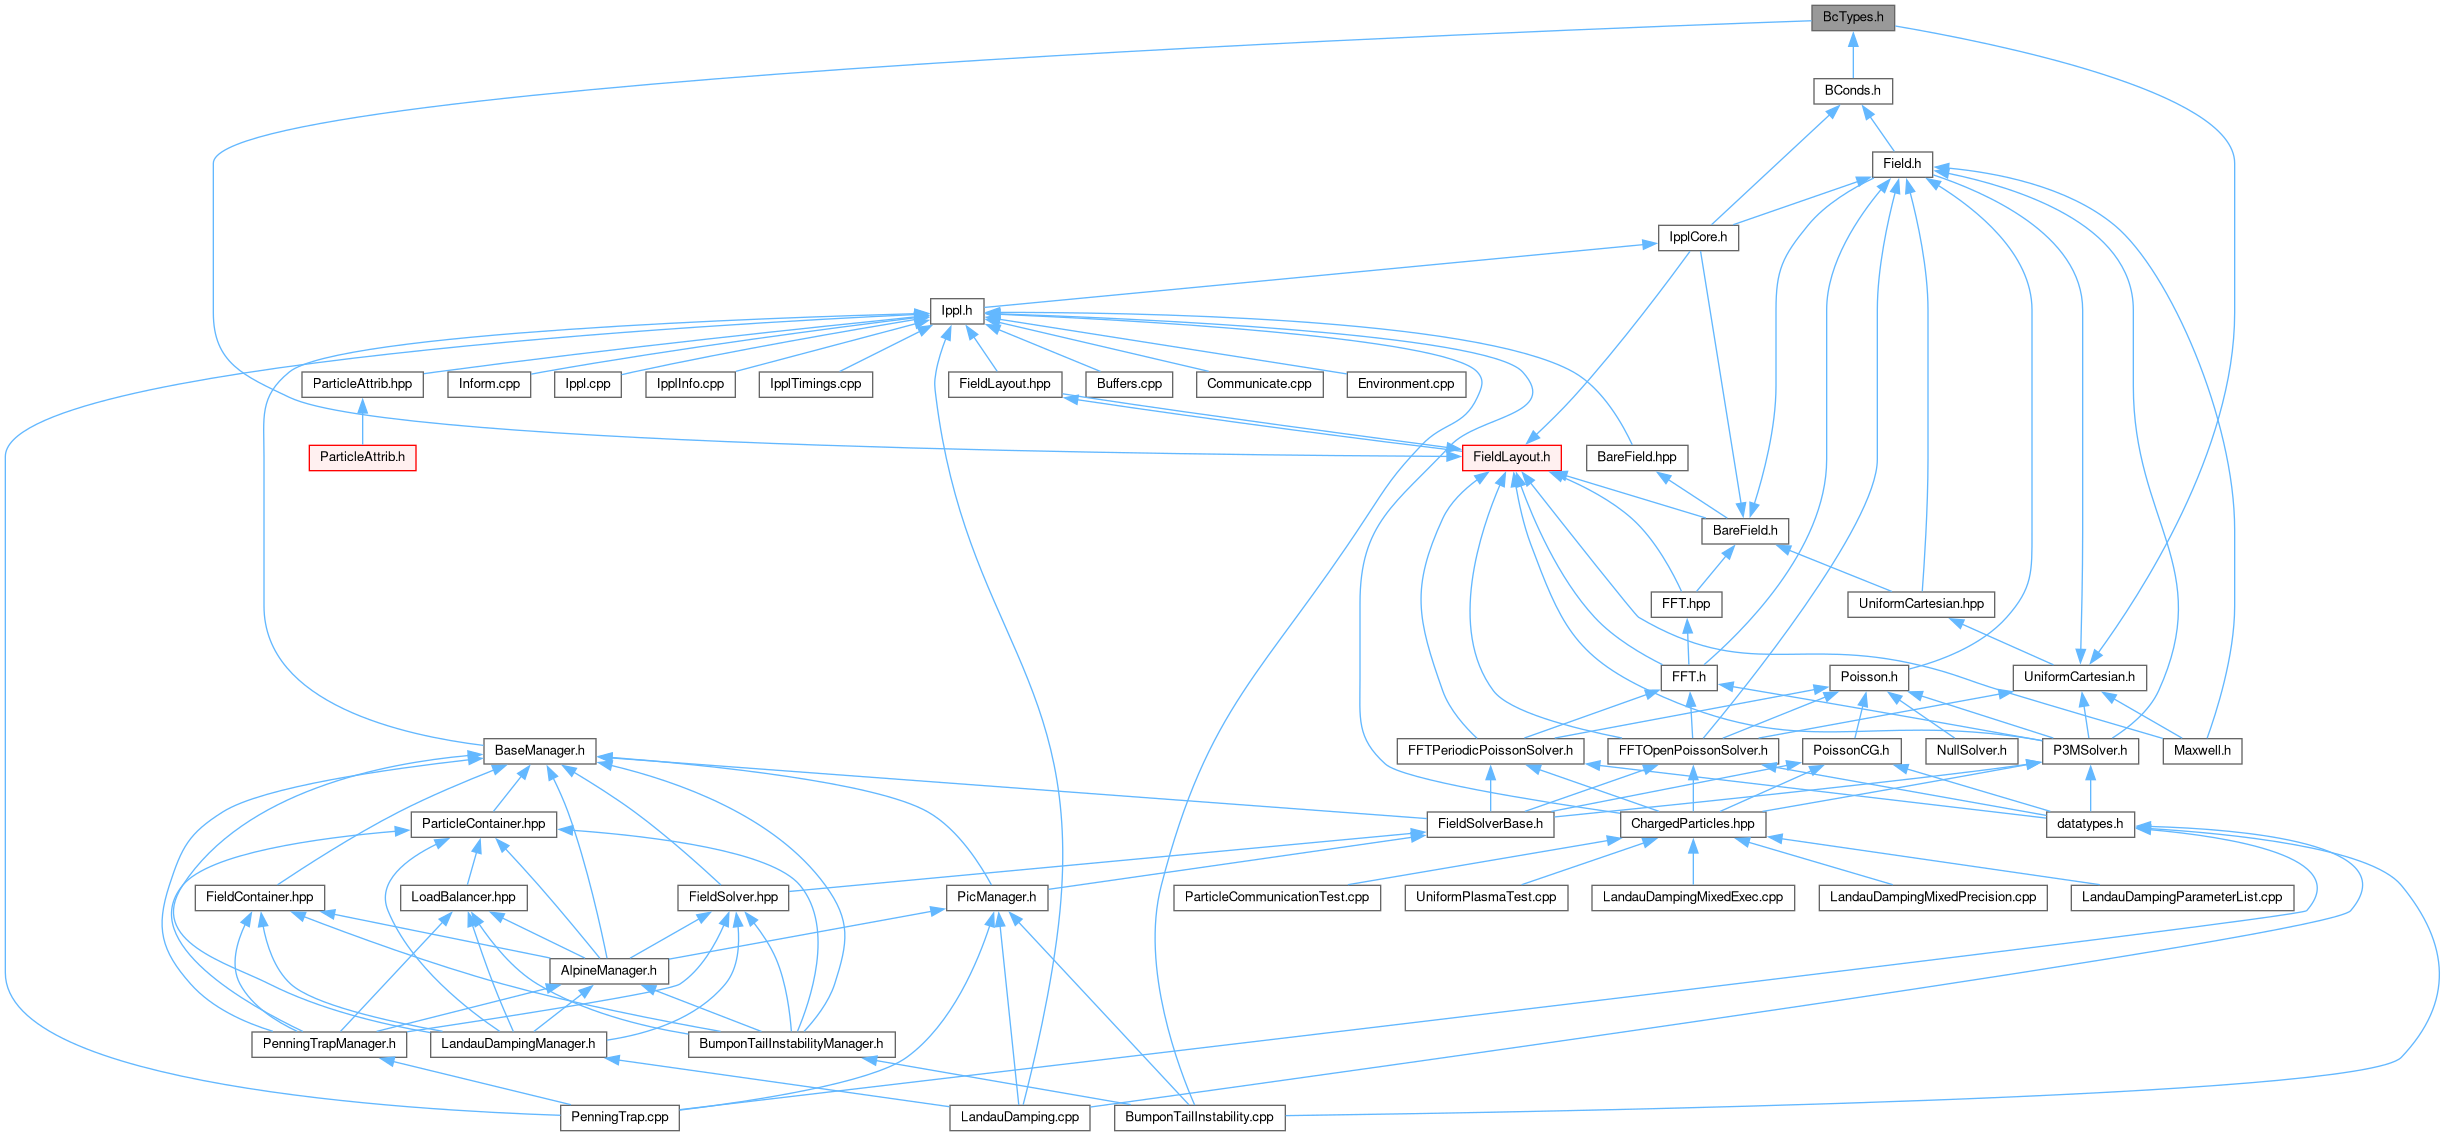 BcTypes.h
BConds.h
Field.h
IpplCore.h
Ippl.h
ParticleAttrib.hpp
Inform.cpp
Ippl.cpp
IpplInfo.cpp
IpplTimings.cpp
FieldLayout.hpp
Buffers.cpp
Communicate.cpp
Environment.cpp
ParticleAttrib.h
FieldLayout.h
BareField.hpp
BareField.h
FFT.hpp
UniformCartesian.hpp
FFT.h
Poisson.h
UniformCartesian.h
BaseManager.h
FFTPeriodicPoissonSolver.h
FFTOpenPoissonSolver.h
PoissonCG.h
NullSolver.h
P3MSolver.h
Maxwell.h
ParticleContainer.hpp
FieldSolverBase.h
ChargedParticles.hpp
datatypes.h
FieldContainer.hpp
LoadBalancer.hpp
FieldSolver.hpp
PicManager.h
ParticleCommunicationTest.cpp
UniformPlasmaTest.cpp
LandauDampingMixedExec.cpp
LandauDampingMixedPrecision.cpp
LandauDampingParameterList.cpp
AlpineManager.h
PenningTrapManager.h
LandauDampingManager.h
BumponTailInstabilityManager.h
PenningTrap.cpp
LandauDamping.cpp
BumponTailInstability.cpp